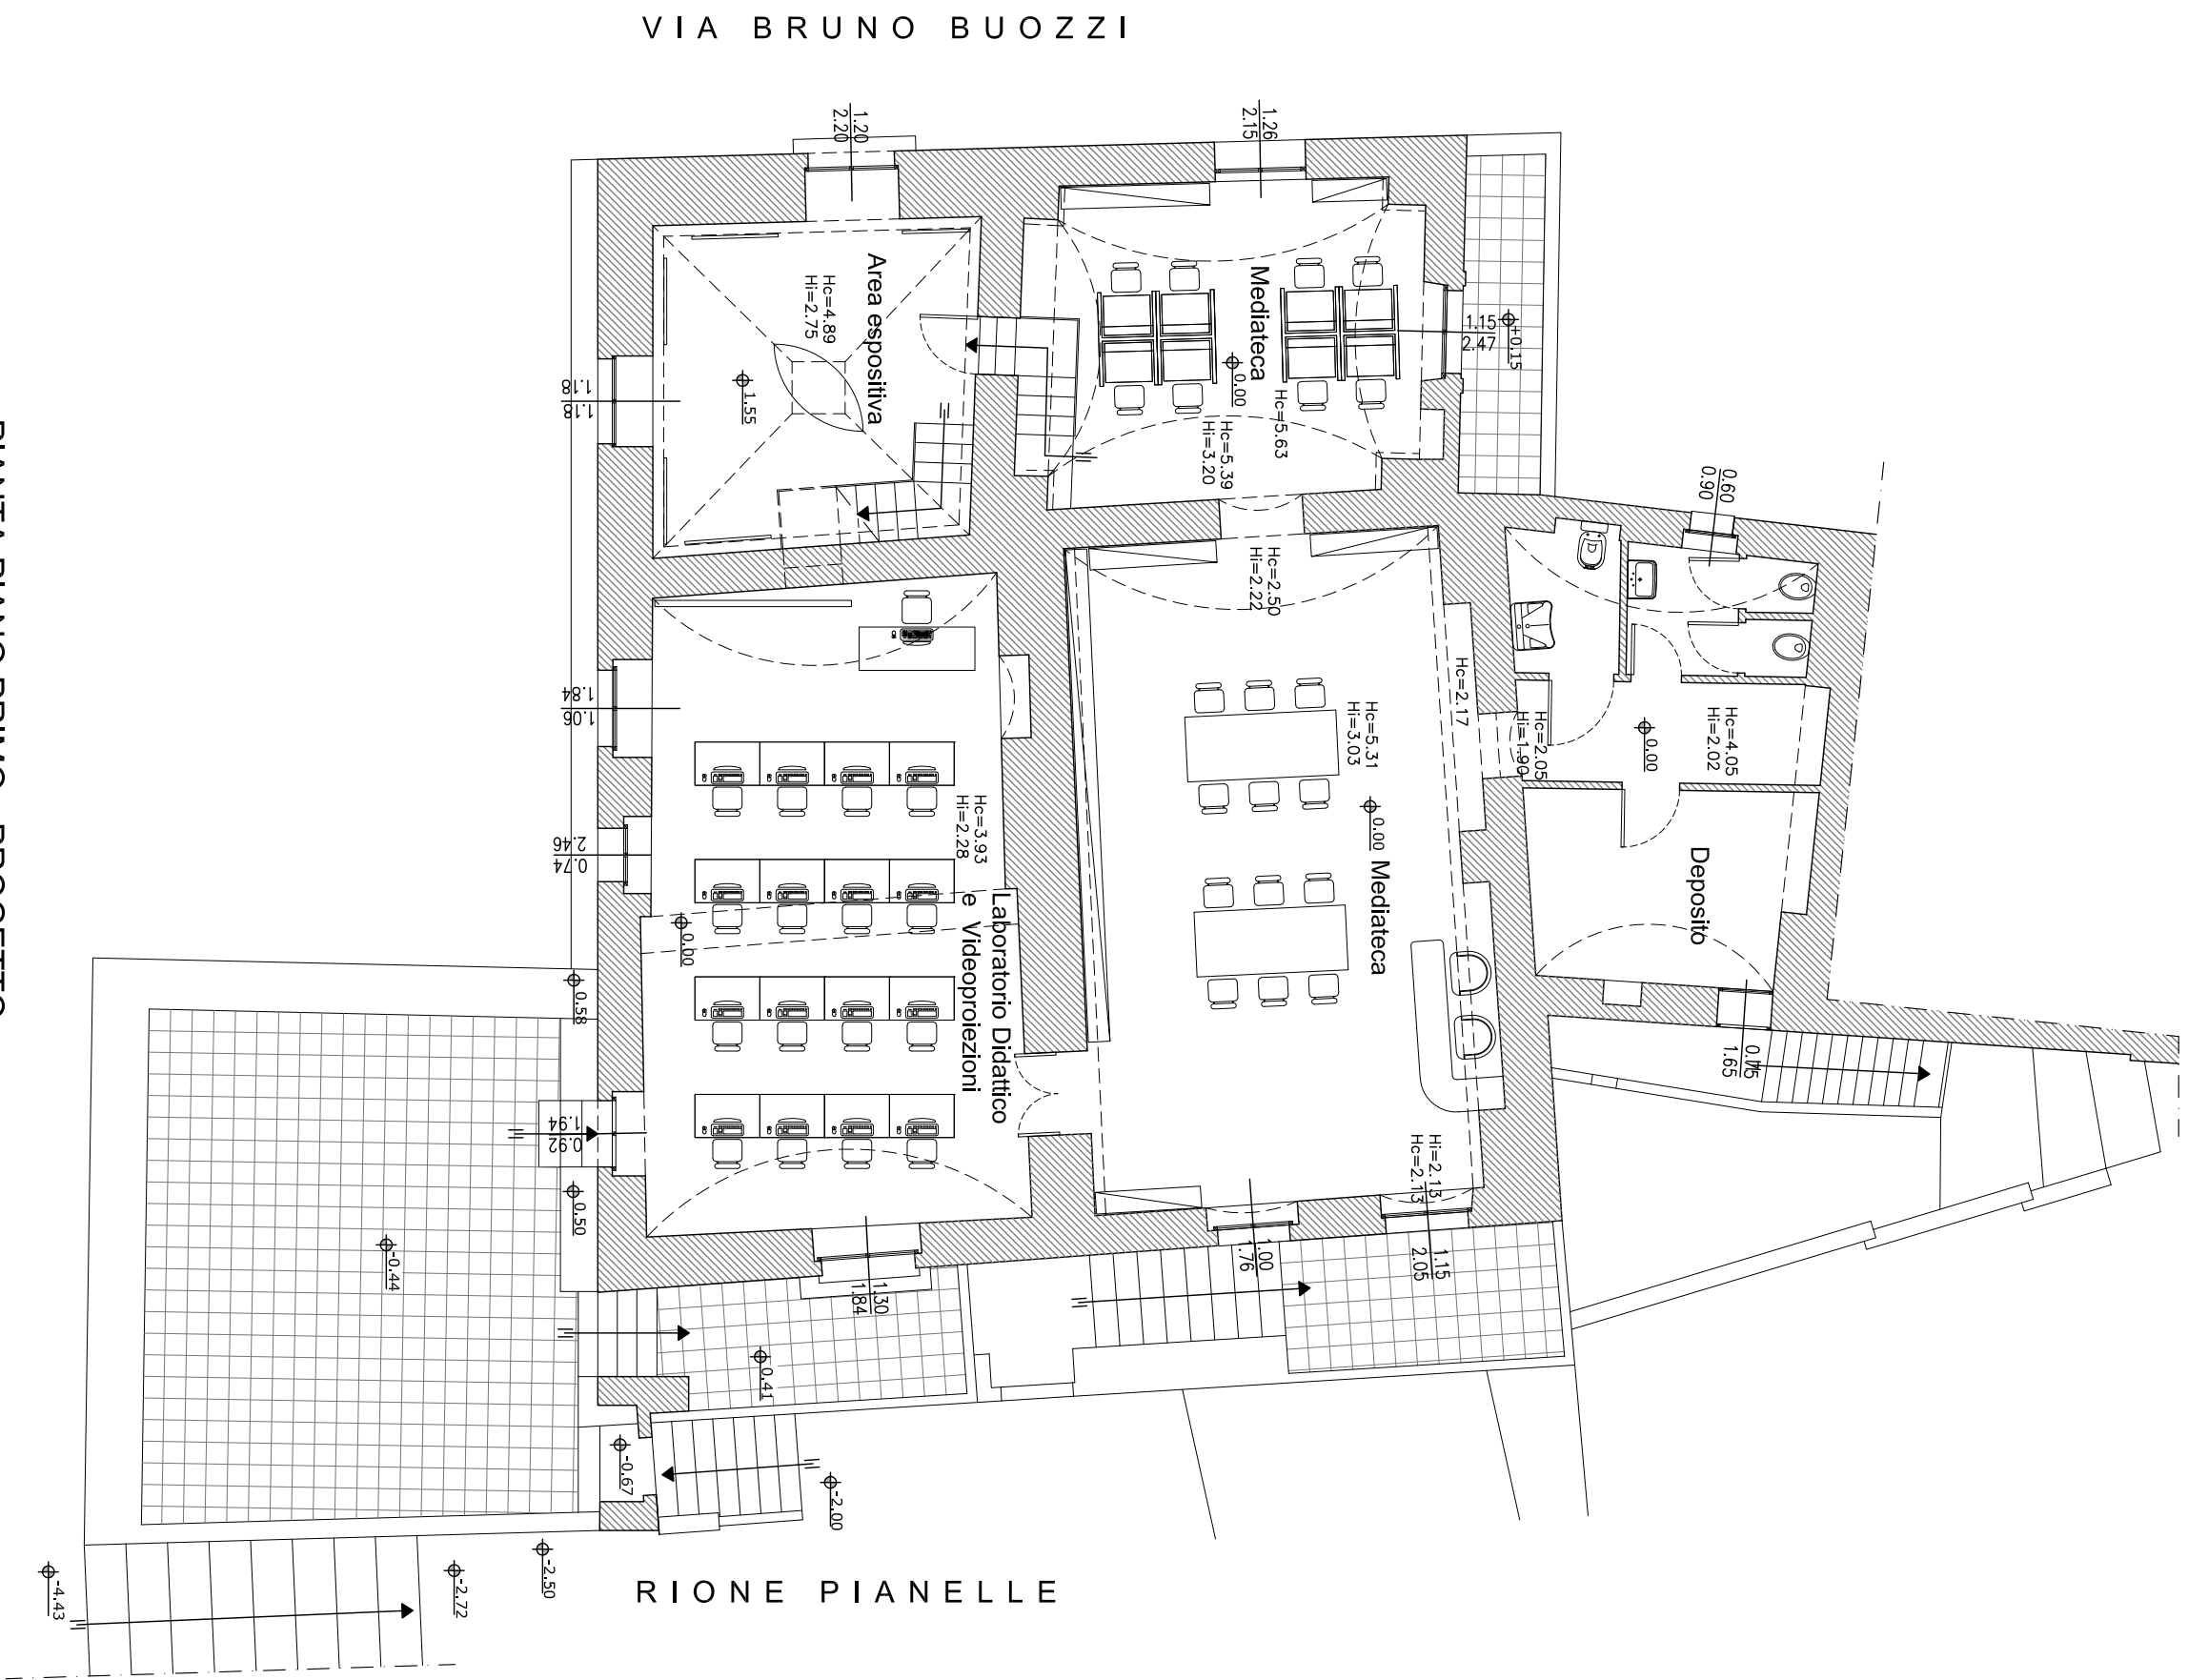 VIA BRUNO BUOZZI
1.20
2.20
1.26
2.15
Area espositiva
Hc=4.89
Hi=2.75
1.55
1.18
1.18
Mediateca
0.00
Hc=5.63
Hc=5.39
Hi=3.20
1.15
2.47
+0.15
0.60
0.90
Hc=2.50
Hi=2.22
Hc=2.17
Hc=5.31
Hi=3.03
0.00
Mediateca
Hc=2.05
Hi=1.90
0.00
Hc=4.05
Hi=2.02
Deposito
0.75
1.65
1.84
1.06
2.46
0.74
Hc=3.93
Hi=2.28
0.00
Laboratorio Didattico
e Videoproiezioni
0.58
1.94
0.92
0.50
-0.44
Hi=2.13
Hc=2.13
1.00
1.76
1.15
2.05
1.30
1.84
0.41
-0.67
-2.00
-2.50
-2.72
-4.43
RIONE PIANELLE